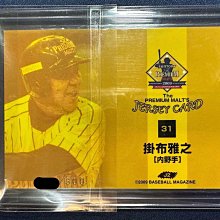 The
PREMIUM MALT'S
JERSEY CARD
31
掛布雅之
【内野手】
©2009 BASEBALL MAGAZINE